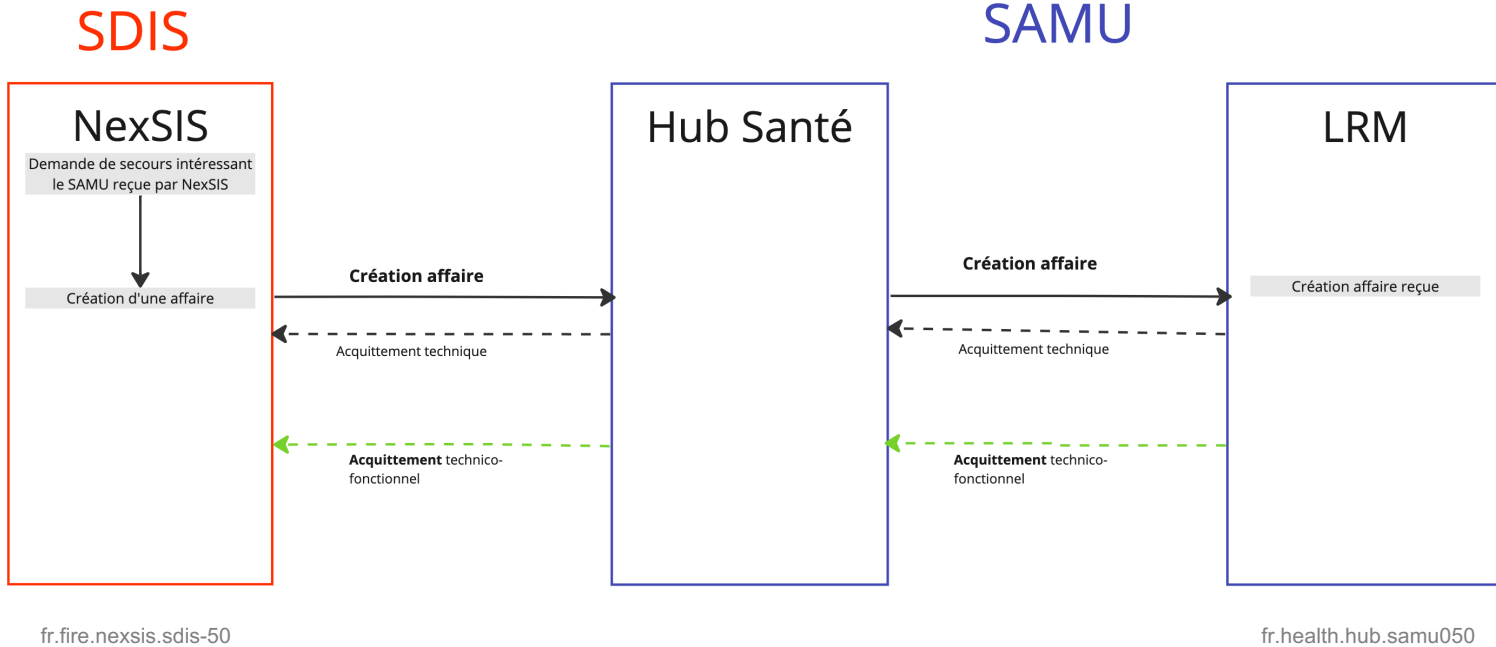 SDIS
SAMU
NexSIS
Hub Santé
LRM
Demande de secours intéressant
le SAMU reçue par NexSIS
Création d'une affaire
Création affaire
Création affaire
Création affaire reçue
Acquittement technique
Acquittement technique
Acquittement technico-
fonctionnel
Acquittement technico-
fonctionnel
fr.fire.nexsis.sdis-50
fr.health.hub.samu050